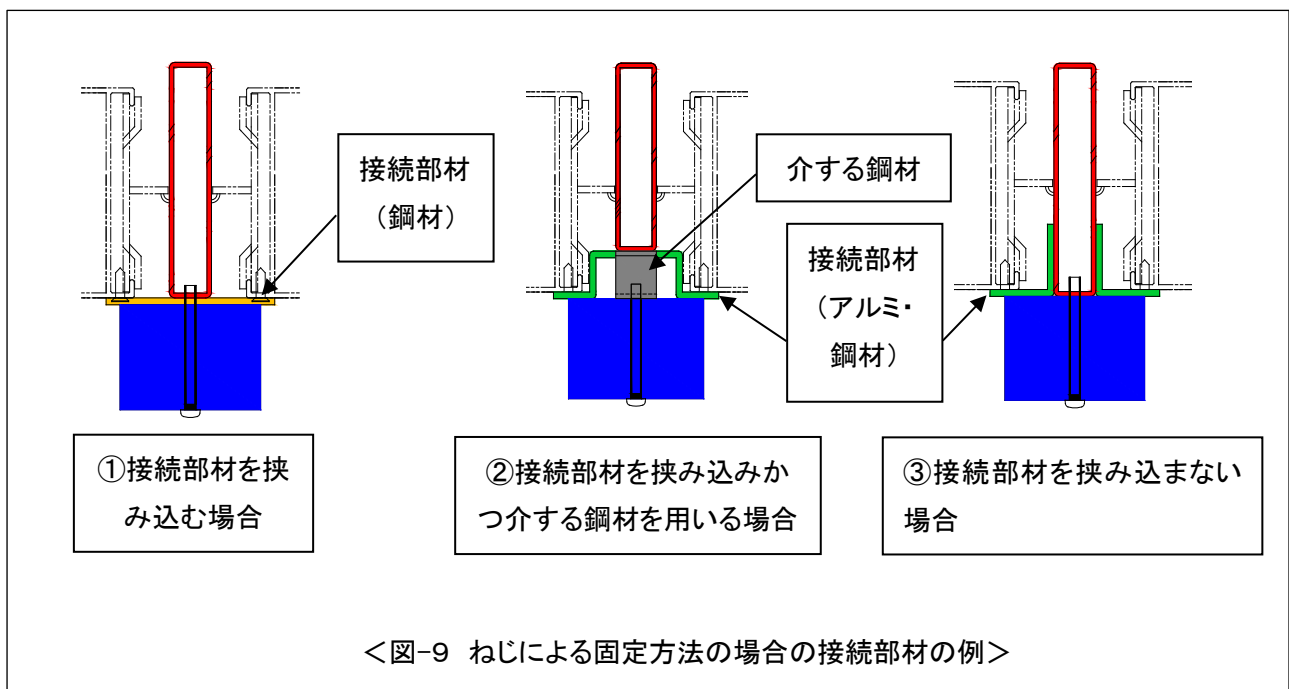 接続部材
（鋼材）
介する鋼材
接続部材
（アルミ・
鋼材）
①接続部材を挟
み込む場合
②接続部材を挟み込みか
つ介する鋼材を用いる場合
③接続部材を挟み込まない
場合
＜図-９ ねじによる固定方法の場合の接続部材の例＞